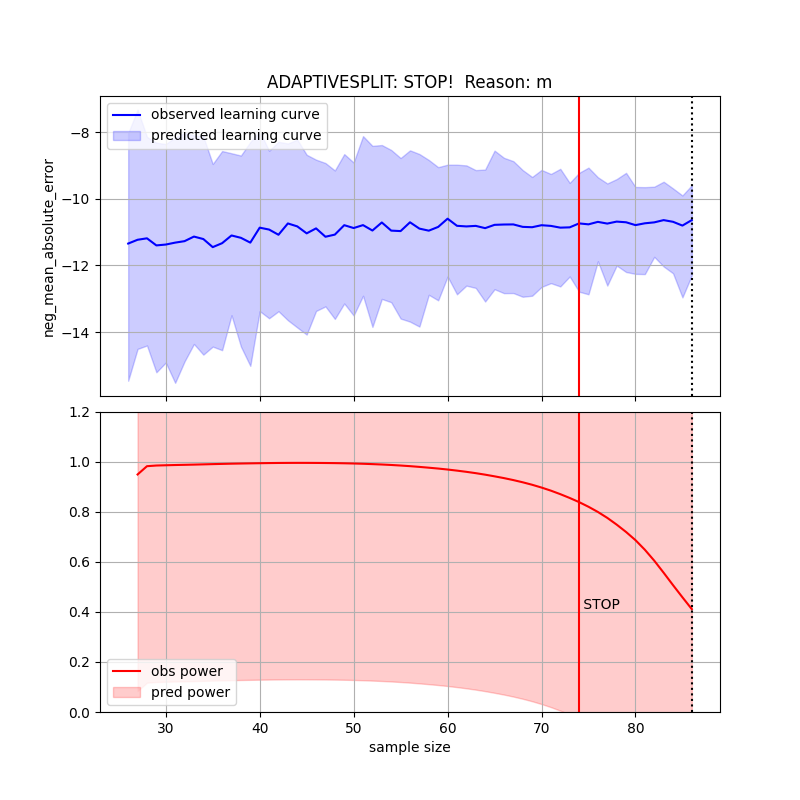 ADAPTIVESPLIT: STOP!  Reason: m
observed learning curve
predicted learning curve
neg_mean_absolute_error
−8
−10
−12
−14
1.2
1.0
0.8
0.6
0.4
0.2
0.0
STOP
obs power
pred power
30 40 50 60 70 80
sample size